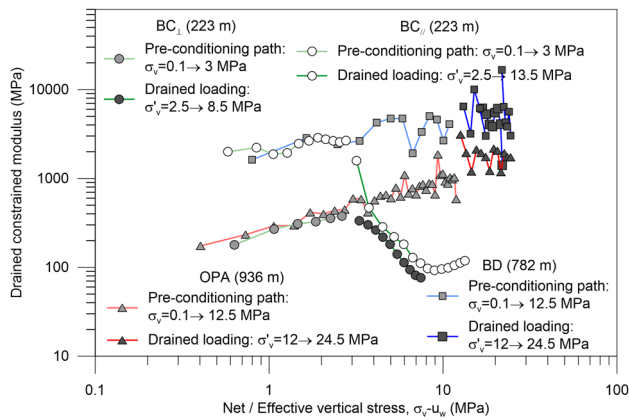 BC⊥ (223 m)
Pre-conditioning path:
σv=0.1→ 3 MPa
Drained loading:
σ'v=2.5→ 8.5 MPa
BC// (223 m)
Pre-conditioning path: σv=0.1→ 3 MPa
Drained loading: σ'v=2.5→ 13.5 MPa
Drained constrained modulus (MPa)
10000
1000
100
10
OPA (936 m)
Pre-conditioning path:
σv=0.1→ 12.5 MPa
Drained loading: σ'v=12→ 24.5 MPa
BD (782 m)
Pre-conditioning path:
σv=0.1→ 12.5 MPa
Drained loading:
σ'v=12→ 24.5 MPa
0.1
1
10
100
Net / Effective vertical stress, σv-uw (MPa)